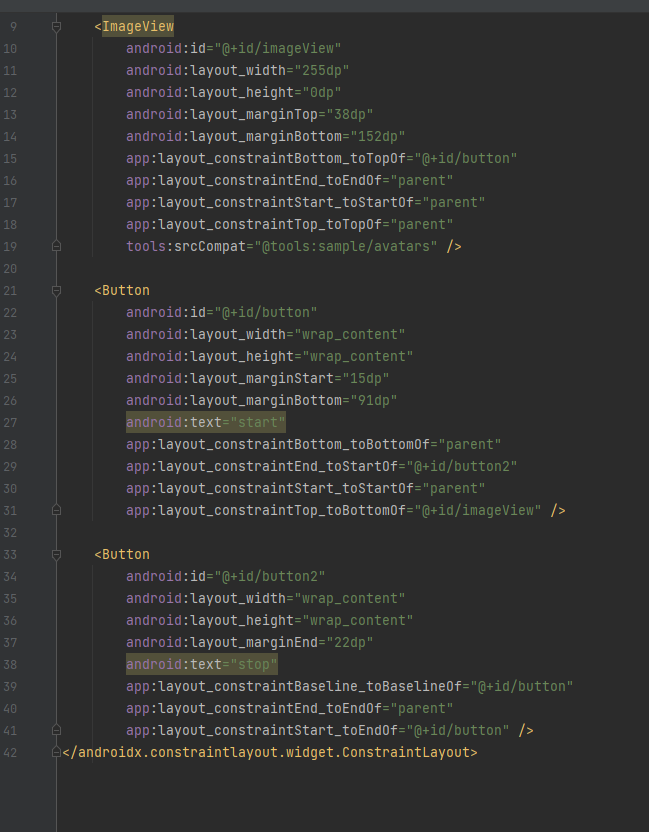 9 <ImageView
10 android:id="@+id/imageView"
11 android:layout_width="255dp"
12 android:layout_height="0dp"
13 android:layout_marginTop="38dp"
14 android:layout_marginBottom="152dp"
15 app:layout_constraintBottom_toTopOf="@+id/button"
16 app:layout_constraintEnd_toEndOf="parent"
17 app:layout_constraintStart_toStartOf="parent"
18 app:layout_constraintTop_toTopOf="parent"
19 tools:srcCompat="@tools:sample/avatars" />
20
21 <Button
22 android:id="@+id/button"
23 android:layout_width="wrap_content"
24 android:layout_height="wrap_content"
25 android:layout_marginStart="15dp"
26 android:layout_marginBottom="91dp"
27 android:text="start"
28 app:layout_constraintBottom_toBottomOf="parent"
29 app:layout_constraintEnd_toStartOf="@+id/button2"
30 app:layout_constraintStart_toStartOf="parent"
31 app:layout_constraintTop_toBottomOf="@+id/imageView" />
32
33 <Button
34 android:id="@+id/button2"
35 android:layout_width="wrap_content"
36 android:layout_height="wrap_content"
37 android:layout_marginEnd="22dp"
38 android:text="stop"
39 app:layout_constraintBaseline_toBaselineOf="@+id/button"
40 app:layout_constraintEnd_toEndOf="parent"
41 app:layout_constraintStart_toEndOf="@+id/button" />
42 </androidx.constraintlayout.widget.ConstraintLayout>